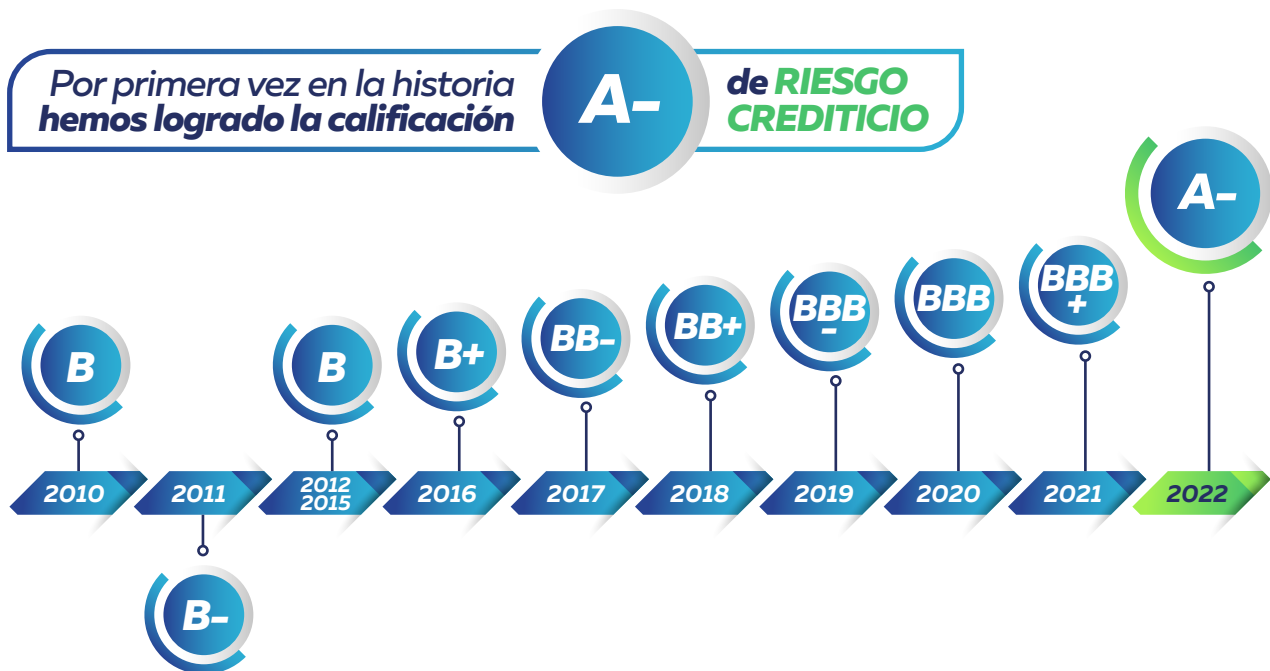 Por primera vez en la historia
hemos logrado la calificación
A-
de RIESGO
CREDITICIO
B
2010
B-
2011
B
2012
2015
B+
2016
BB-
2017
BB+
2018
BBB
-
2019
BBB
2020
BBB
+
2021
A-
2022